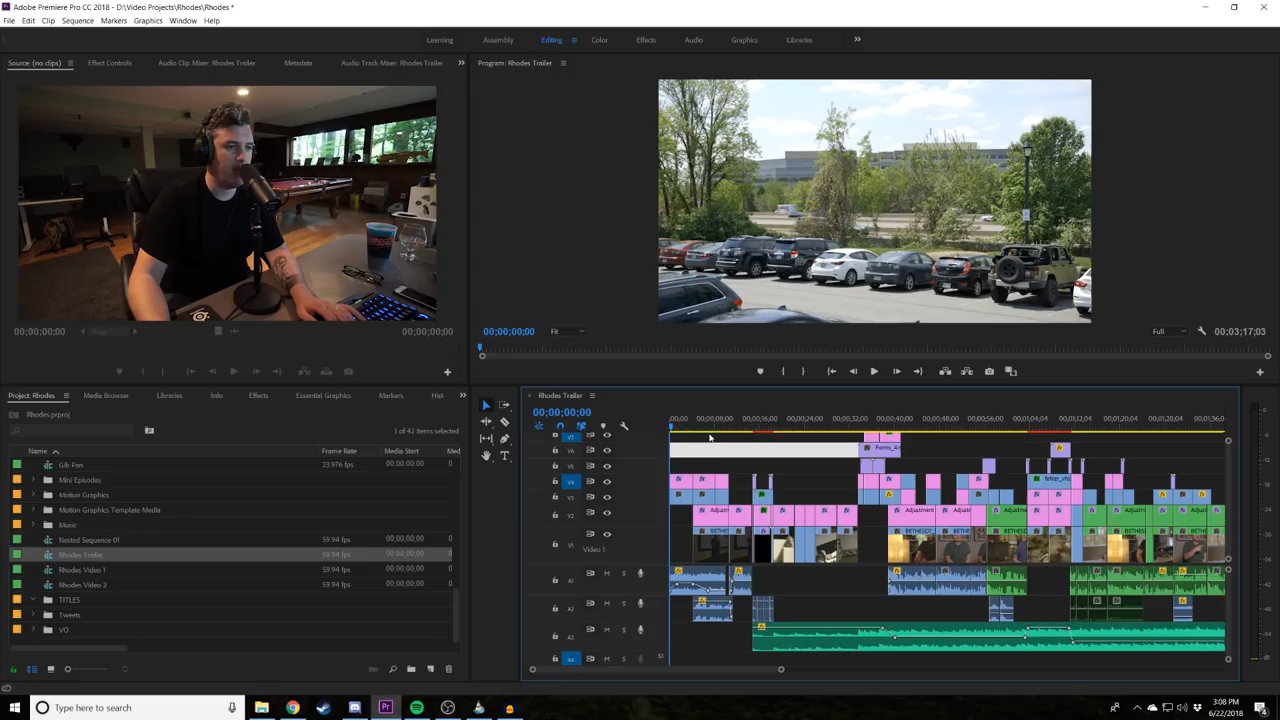 Adobe Premiere Pro CC 2018 - D:\Video Projects\Rhodes\Rhodes *
File Edit Clip Sequence Markers Graphics Window Help
Learning Assembly Editing Color Effects Audio Graphics Libraries
Source: (no clips) Effect Controls Audio Clip Mixer: Rhodes Trailer Metadata Audio Track Mixer: Rhodes Trailer
Program: Rhodes Trailer
00;00;00;00 Page 1 00;00;00;00
00;00;00;00 Fit Full 00;03;17;03
Project: Rhodes Media Browser Libraries Info Effects Essential Graphics Markers Hist
Rhodes.prproj
1 of 42 items selected
Name Frame Rate Media Start Med
Gib Pan 23.976 fps 00:00:00:00
Mini Episodes
Motion Graphics
Motion Graphics Template Media
Music
Nested Sequence 01 59.94 fps 00;00;00;00
Rhodes Trailer 59.94 fps 00;00;00;00
Rhodes Video 1 59.94 fps 00;00;00;00
Rhodes Video 2 59.94 fps 00;00;00;00
TITLES
Tweets
VO
Rhodes Trailer
00;00;00;00
;00;00 00;00;08;00 00;00;16;00 00;00;24;00 00;00;32;00 00;00;40;00 00;00;48;00 00;00;56;00 00;01;04;04 00;01;12;04 00;01;20;04 00;01;28;04 00;01;36;0
V7
V6
V5
V4
V3
V2
V1 Video 1
A1 M S
A2 M S
A3 M S
A4 M S
Type here to search
3:08 PM
6/22/2018